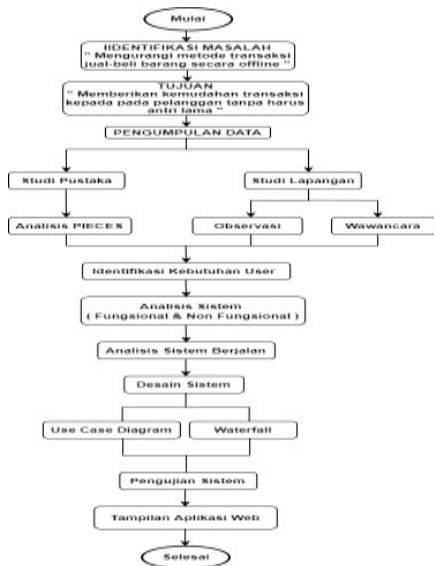 Mulai
IIDENTIFIKASI MASALAH
" Mengurangi metode transaksi
jual-beli barang secara offline "
TUJUAN
" Memberikan kemudahan transaksi
kepada pada pelanggan tanpa harus
antri lama "
PENGUMPULAN DATA
Studi Pustaka
Studi Lapangan
Analisis PIECES
Observasi
Wawancara
Identifikasi Kebutuhan User
Analisis Sistem
( Fungsional & Non Fungsional )
Analisis Sistem Berjalan
Desain Sistem
Use Case Diagram
Waterfall
Pengujian Sistem
Tampilan Aplikasi Web
Selesai